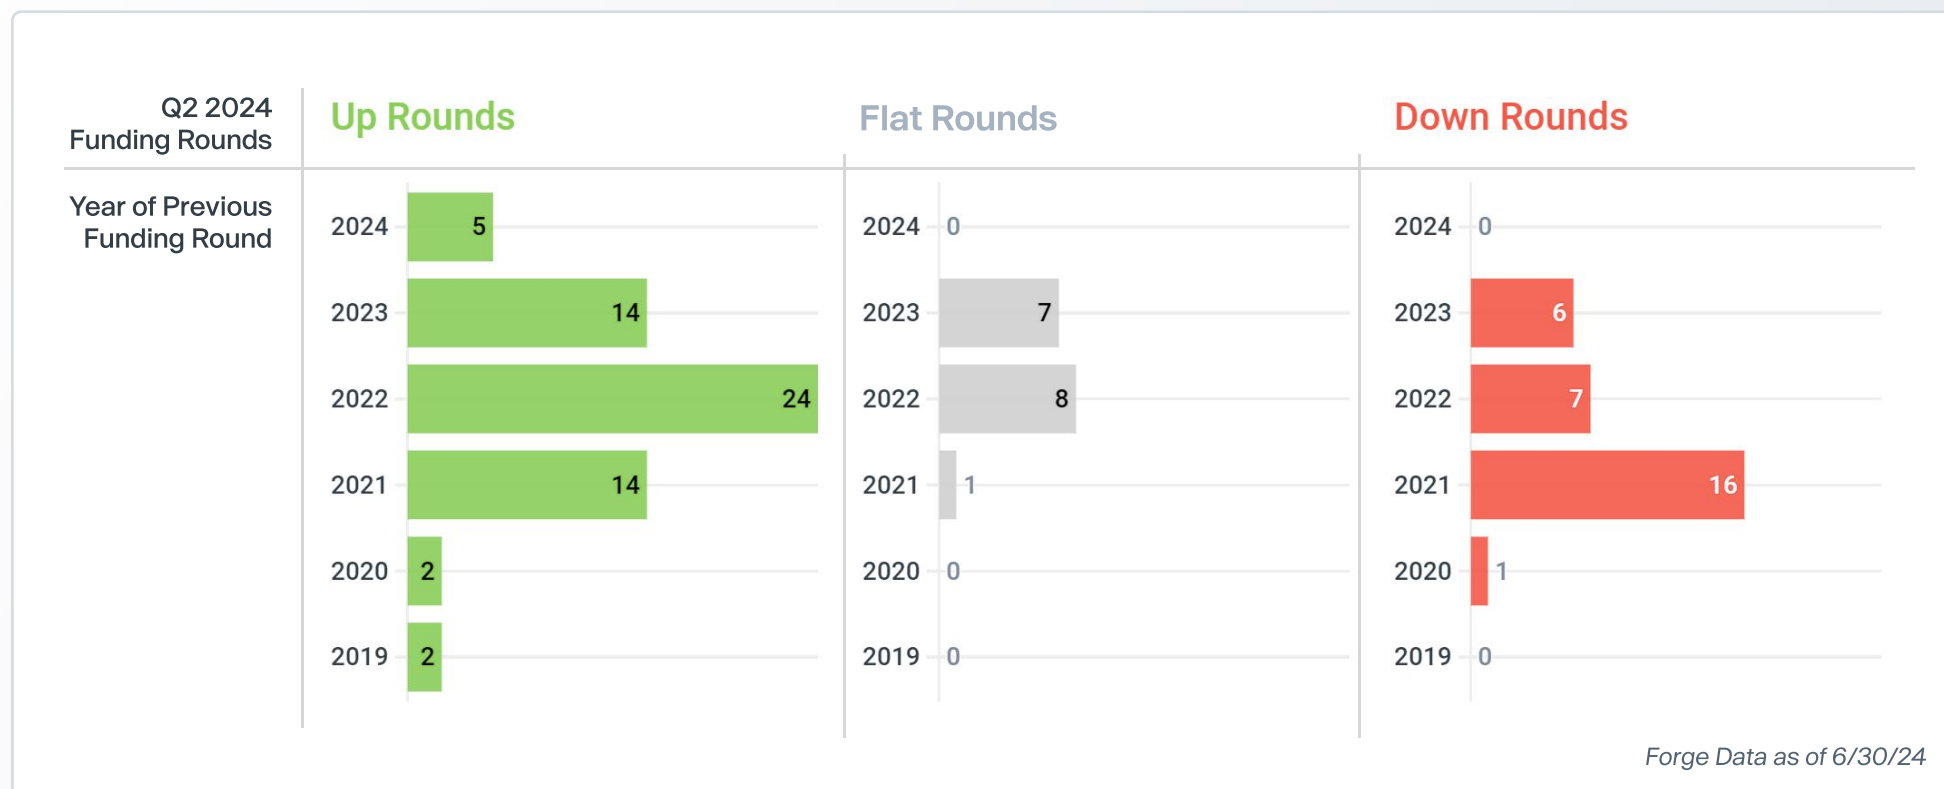 Q2 2024
Funding Rounds
Up Rounds
Flat Rounds
Down Rounds
Year of Previous
Funding Round
2024 5
2023 14
2022 24
2021 14
2020 2
2019 2
2024 0
2023 7
2022 8
2021 1
2020 0
2019 0
2024 0
2023 6
2022 7
2021 16
2020 1
2019 0
Forge Data as of 6/30/24